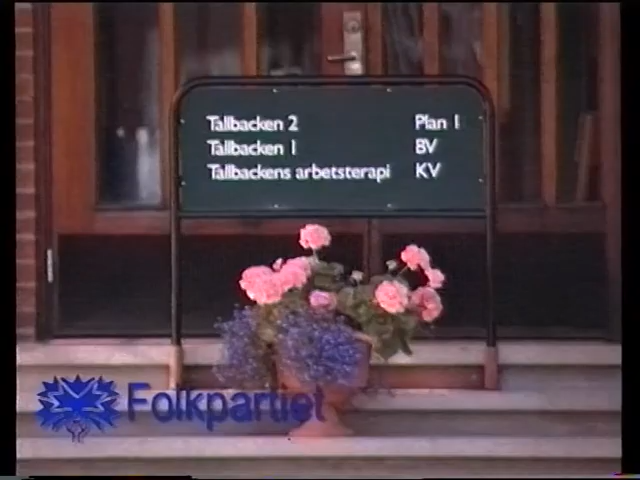 Tallbacken 2 Plan 1
Tallbacken 1 BV
Tallbackens arbetsterapi KV
Folkpartiet